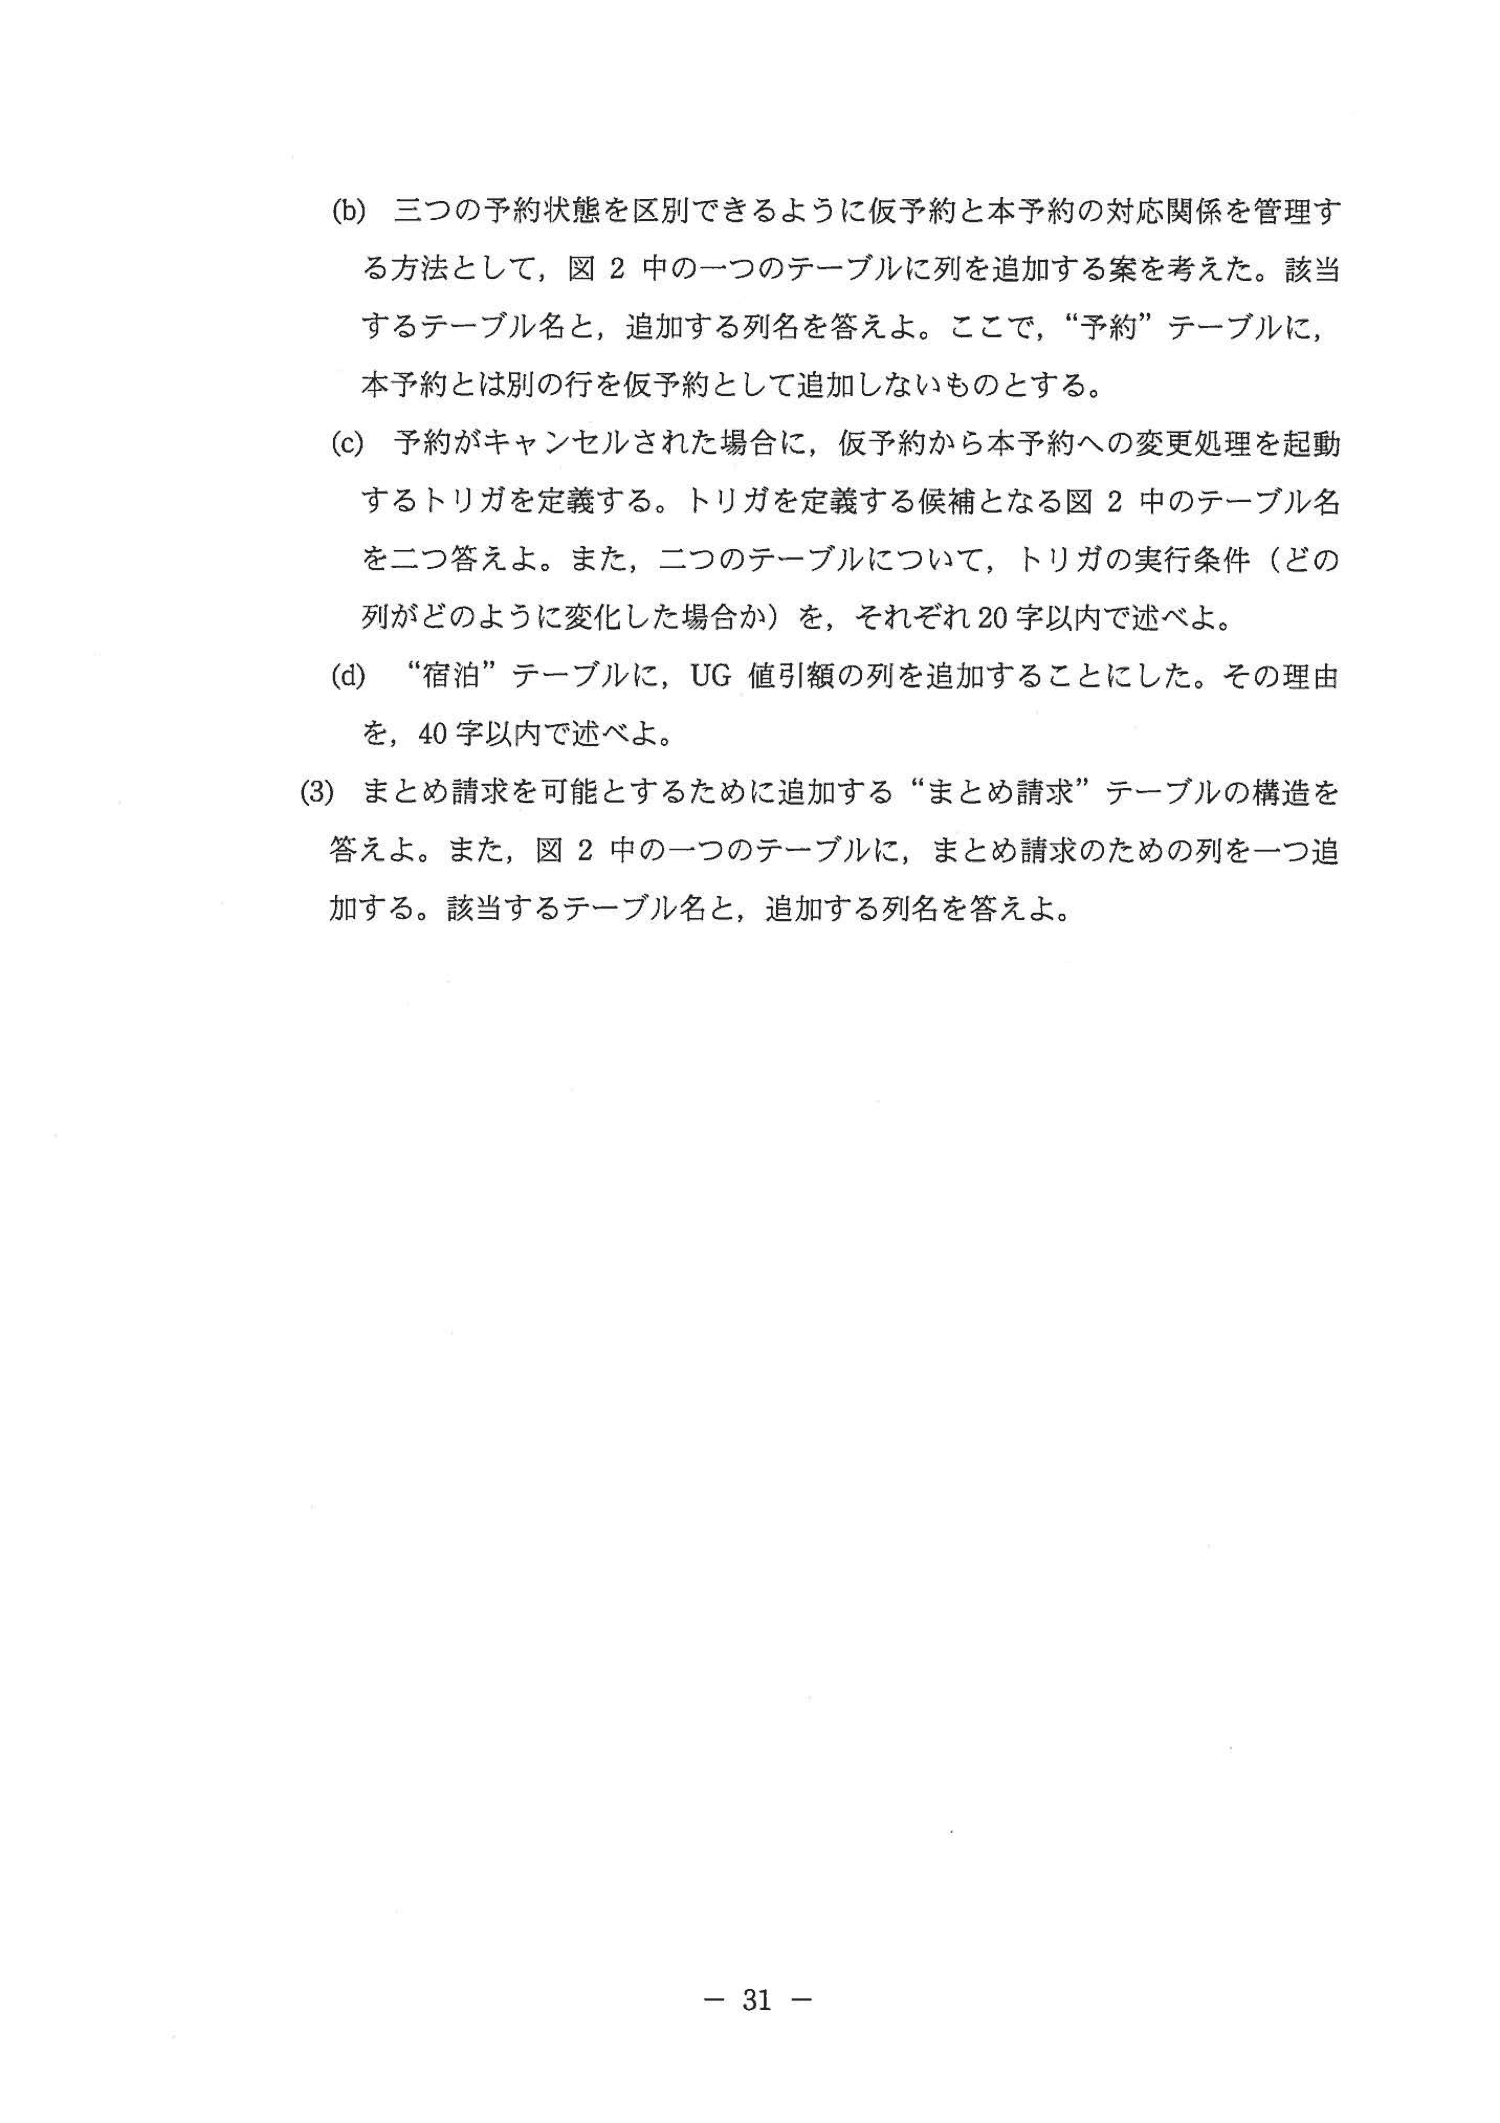 (b) 三つの予約状態を区別できるように仮予約と本予約の対応関係を管理す
る方法として，図 2 中の一つのテーブルに列を追加する案を考えた。該当
するテーブル名と，追加する列名を答えよ。ここで，“予約” テーブルに，
本予約とは別の行を仮予約として追加しないものとする。
(c) 予約がキャンセルされた場合に，仮予約から本予約への変更処理を起動
するトリガを定義する。トリガを定義する候補となる図 2 中のテーブル名
を二つ答えよ。また，二つのテーブルについて，トリガの実行条件（どの
列がどのように変化した場合か）を，それぞれ 20 字以内で述べよ。
(d) “宿泊” テーブルに，UG 値引額の列を追加することにした。その理由
を，40 字以内で述べよ。
(3) まとめ請求を可能とするために追加する “まとめ請求” テーブルの構造を
答えよ。また，図 2 中の一つのテーブルに，まとめ請求のための列を一つ追
加する。該当するテーブル名と，追加する列名を答えよ。
－ 31 －